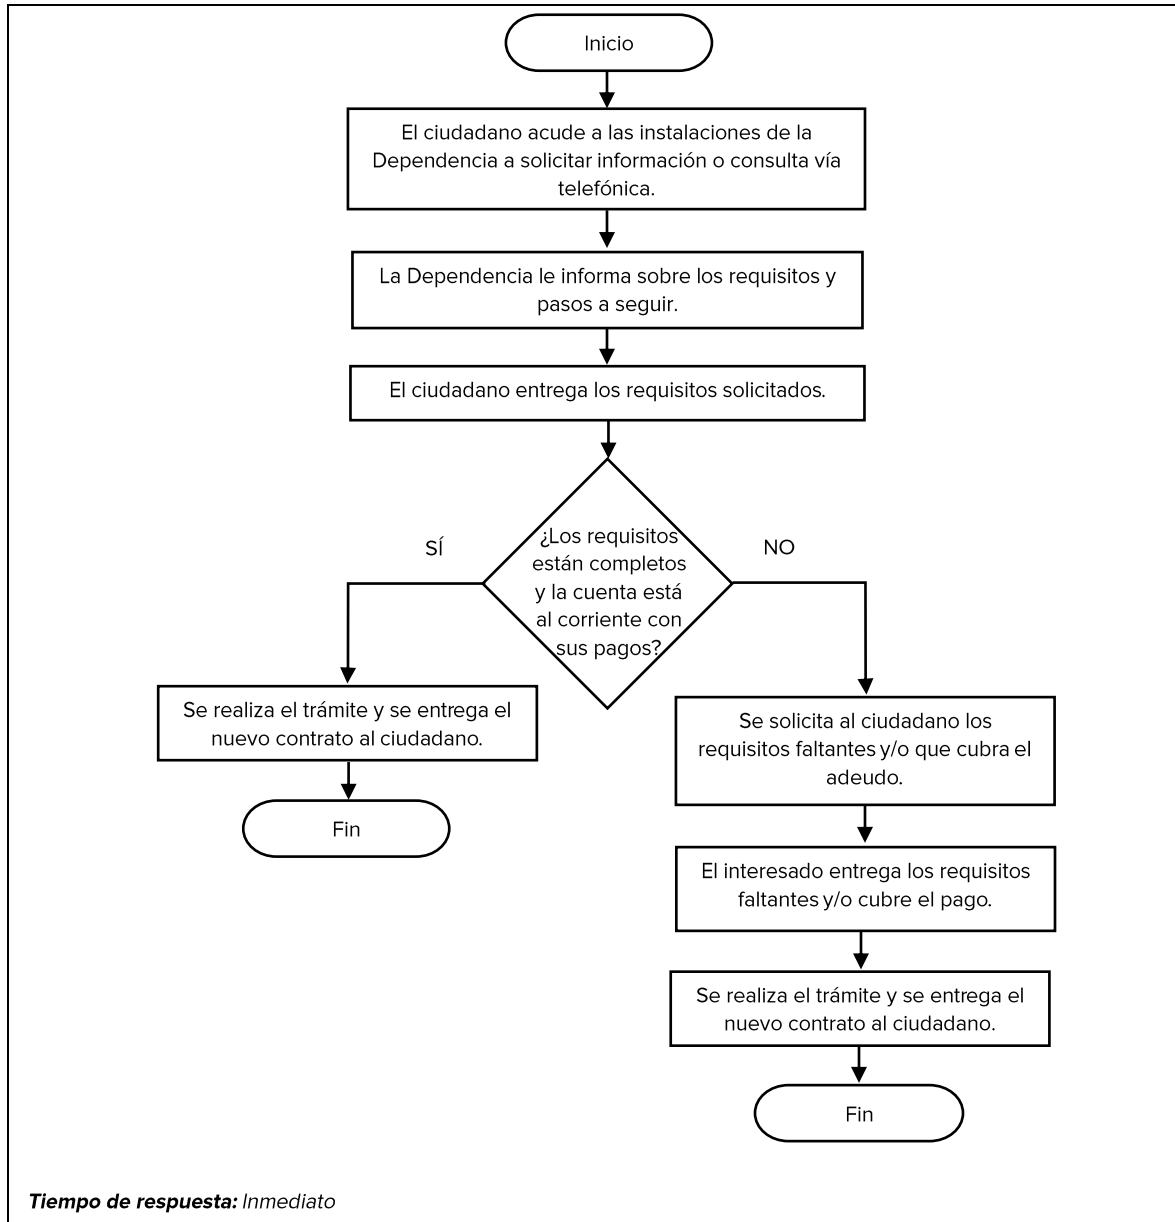 Inicio
El ciudadano acude a las instalaciones de la
Dependencia a solicitar información o consulta vía
telefónica.
La Dependencia le informa sobre los requisitos y
pasos a seguir.
El ciudadano entrega los requisitos solicitados.
¿Los requisitos
están completos
y la cuenta está
al corriente con
sus pagos?
SÍ
NO
Se realiza el trámite y se entrega el
nuevo contrato al ciudadano.
Fin
Se solicita al ciudadano los
requisitos faltantes y/o que cubra el
adeudo.
El interesado entrega los requisitos
faltantes y/o cubre el pago.
Se realiza el trámite y se entrega el
nuevo contrato al ciudadano.
Fin
Tiempo de respuesta: Inmediato